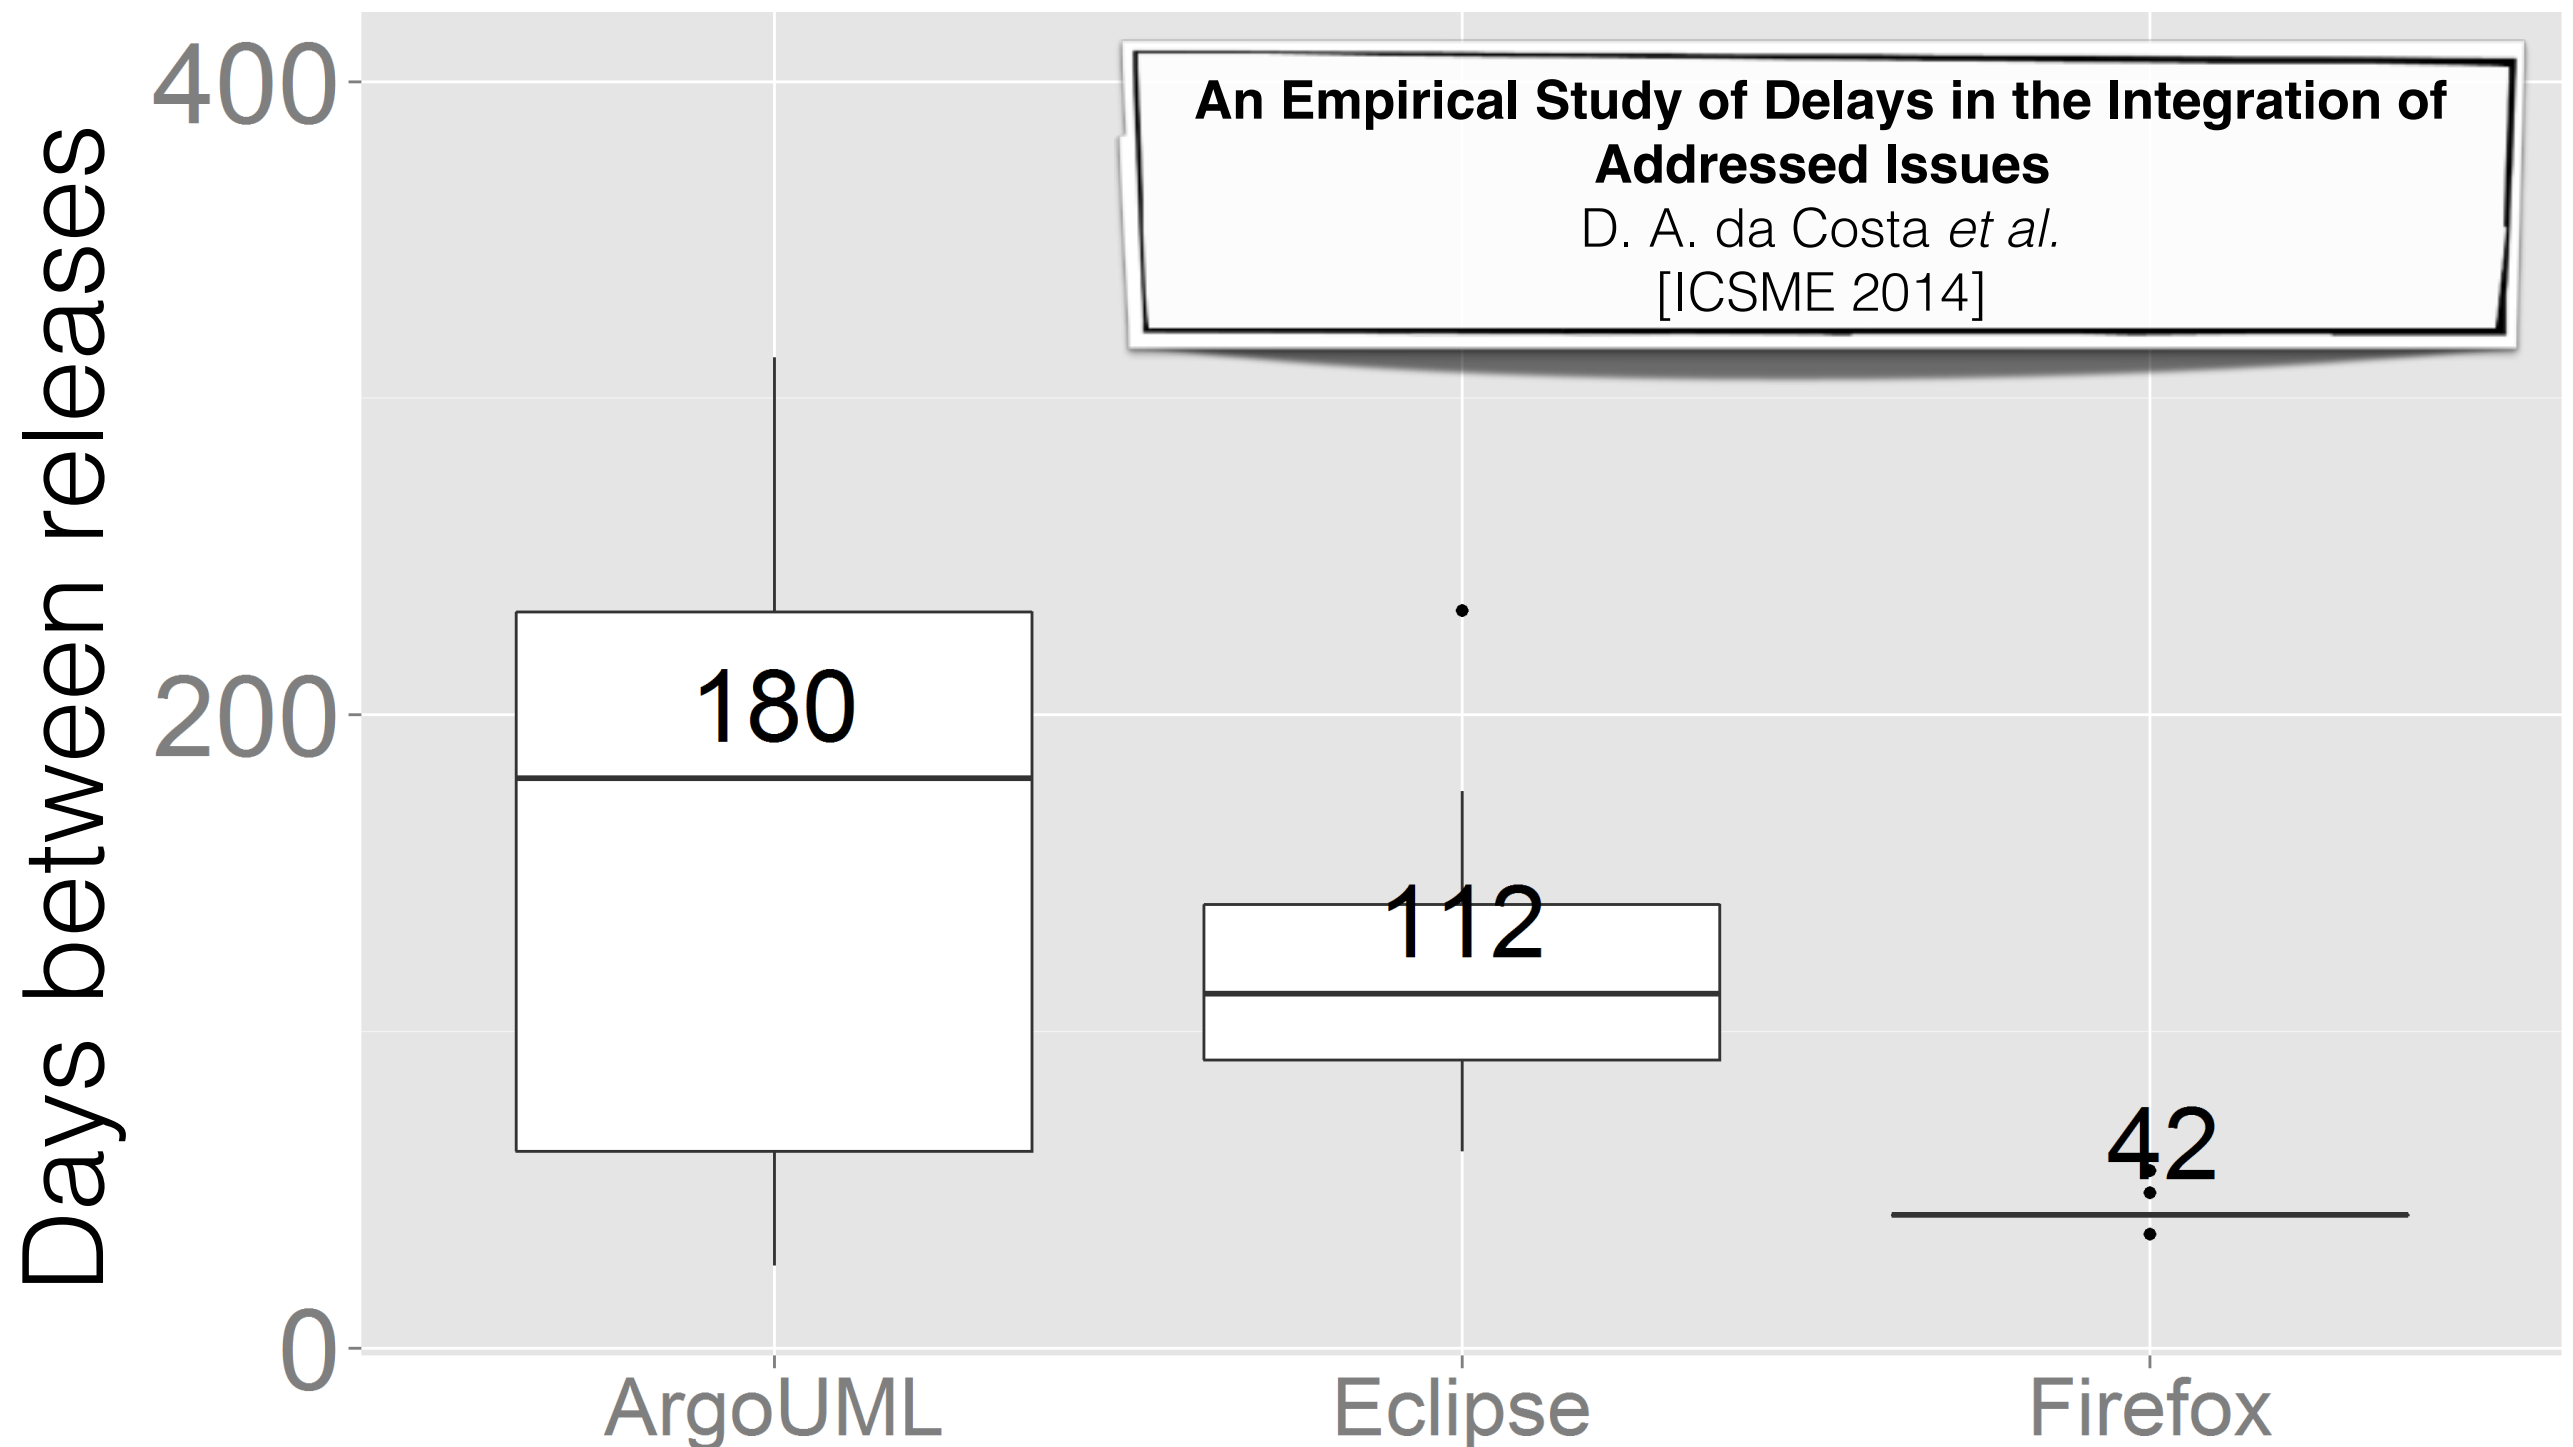 An Empirical Study of Delays in the Integration of
Addressed Issues
D. A. da Costa et al.
[ICSME 2014]
Days between releases
400
200
0
180
112
42
ArgoUML
Eclipse
Firefox